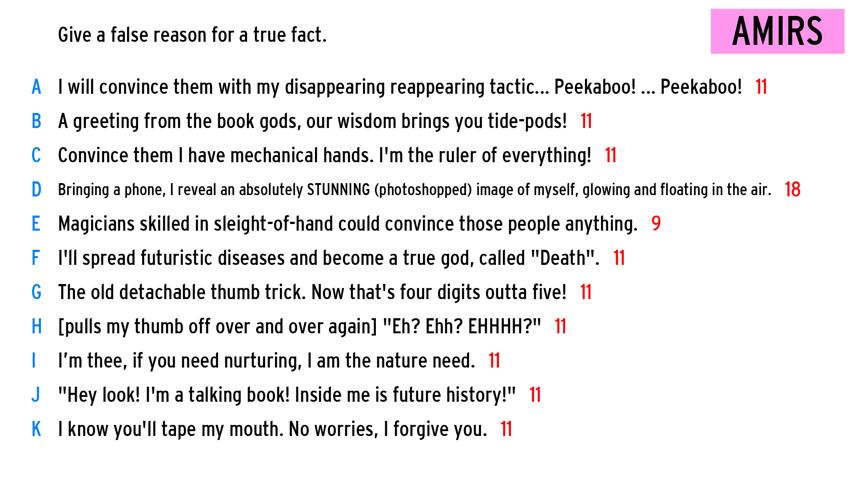 Give a false reason for a true fact.
AMIRS
A I will convince them with my disappearing reappearing tactic... Peekaboo! ... Peekaboo! 11
B A greeting from the book gods, our wisdom brings you tide-pods! 11
C Convince them I have mechanical hands. I'm the ruler of everything! 11
D Bringing a phone, I reveal an absolutely STUNNING (photoshopped) image of myself, glowing and floating in the air. 18
E Magicians skilled in sleight-of-hand could convince those people anything. 9
F I'll spread futuristic diseases and become a true god, called "Death". 11
G The old detachable thumb trick. Now that's four digits outta five! 11
H [pulls my thumb off over and over again] "Eh? Ehh? EHHHH?" 11
I I’m thee, if you need nurturing, I am the nature need. 11
J "Hey look! I'm a talking book! Inside me is future history!" 11
K I know you'll tape my mouth. No worries, I forgive you. 11